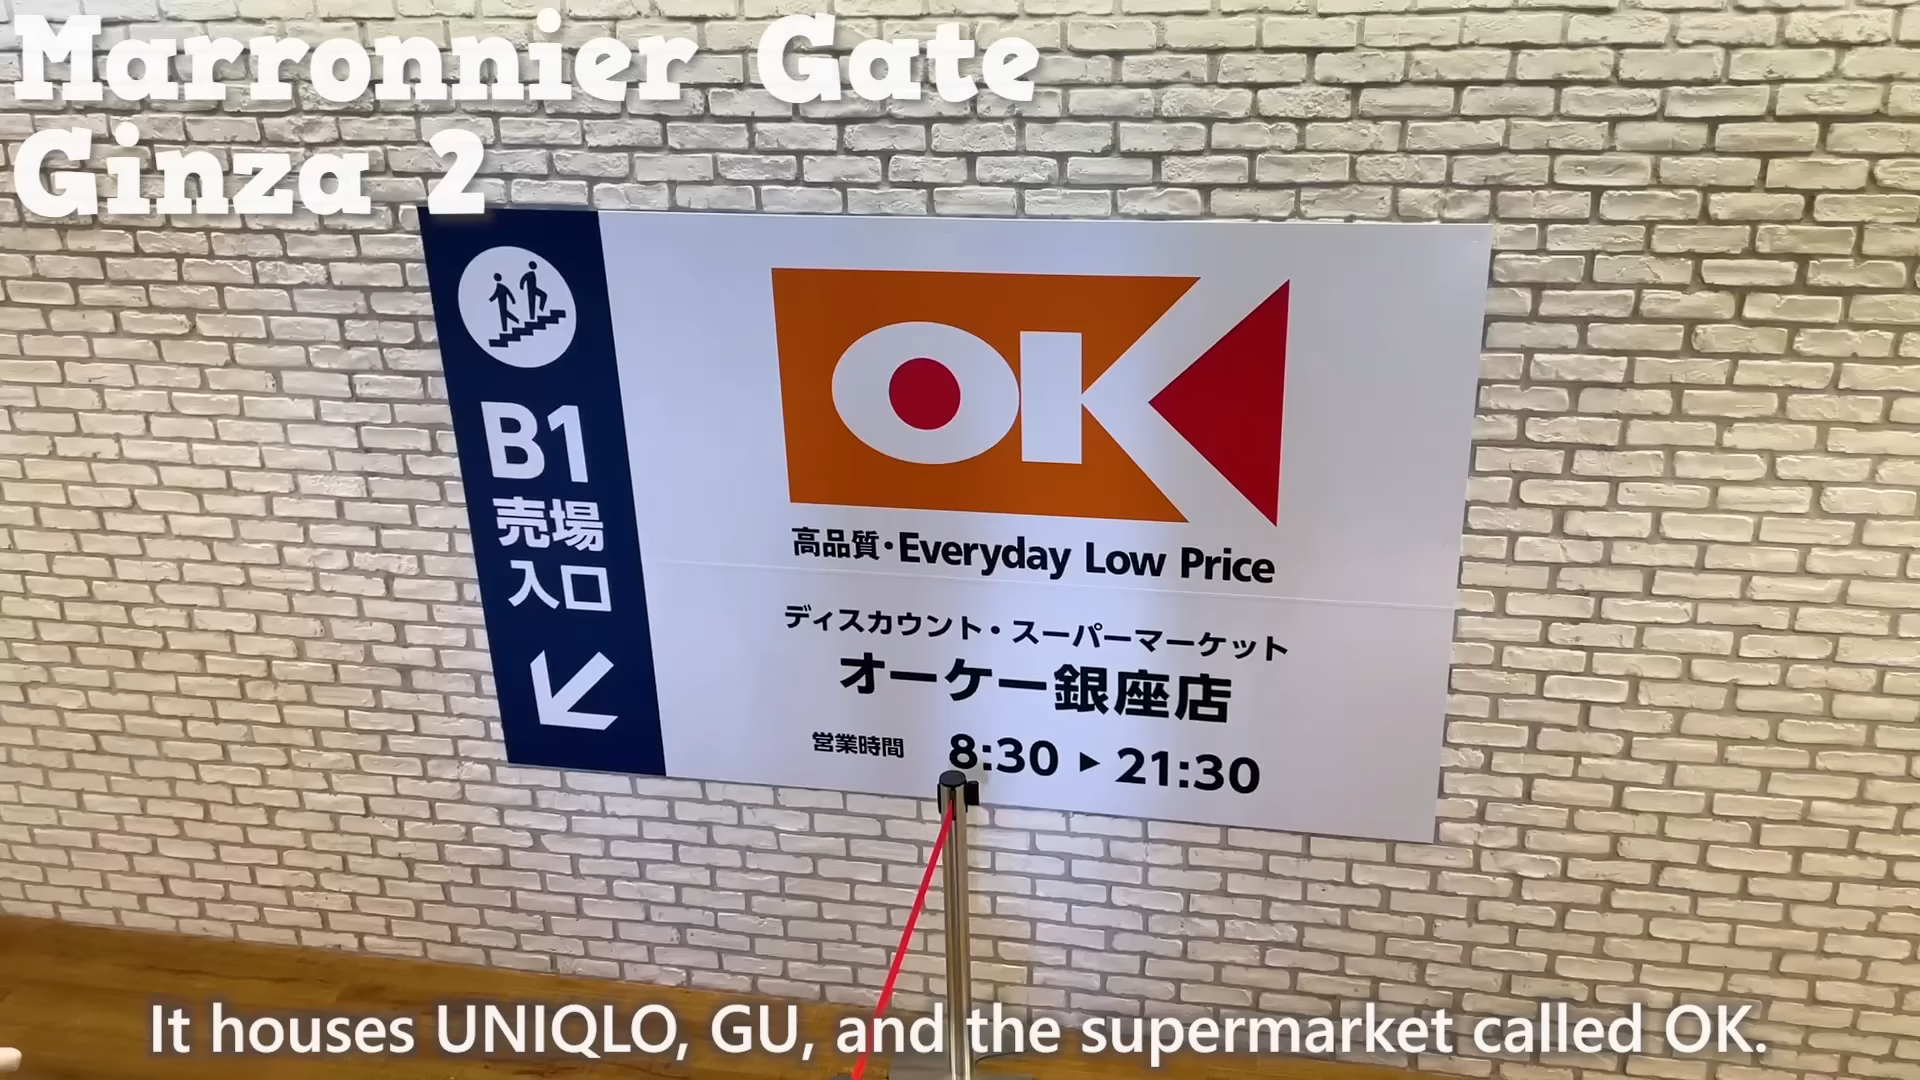 Marronnier Gate
Ginza 2
B1
売場
入口
OK
高品質・Everyday Low Price
ディスカウント・スーパーマーケット
オーケー銀座店
営業時間 8:30 ▶ 21:30
It houses UNIQLO, GU, and the supermarket called OK.